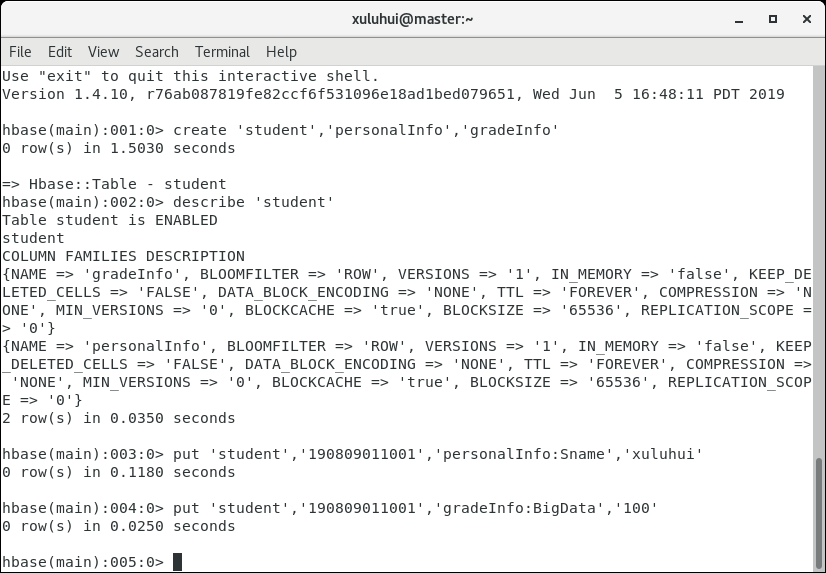 xuluhui@master:~
File Edit View Search Terminal Help
Use "exit" to quit this interactive shell.
Version 1.4.10, r76ab087819fe82ccf6f531096e18ad1bed079651, Wed Jun  5 16:48:11 PDT 2019
hbase(main):001:0> create 'student','personalInfo','gradeInfo'
0 row(s) in 1.5030 seconds
=> Hbase::Table - student
hbase(main):002:0> describe 'student'
Table student is ENABLED
student
COLUMN FAMILIES DESCRIPTION
{NAME => 'gradeInfo', BLOOMFILTER => 'ROW', VERSIONS => '1', IN_MEMORY => 'false', KEEP_DE
LETED_CELLS => 'FALSE', DATA_BLOCK_ENCODING => 'NONE', TTL => 'FOREVER', COMPRESSION => 'N
ONE', MIN_VERSIONS => '0', BLOCKCACHE => 'true', BLOCKSIZE => '65536', REPLICATION_SCOPE =
> '0'}
{NAME => 'personalInfo', BLOOMFILTER => 'ROW', VERSIONS => '1', IN_MEMORY => 'false', KEEP
_DELETED_CELLS => 'FALSE', DATA_BLOCK_ENCODING => 'NONE', TTL => 'FOREVER', COMPRESSION =>
 'NONE', MIN_VERSIONS => '0', BLOCKCACHE => 'true', BLOCKSIZE => '65536', REPLICATION_SCOP
E => '0'}
2 row(s) in 0.0350 seconds
hbase(main):003:0> put 'student','190809011001','personalInfo:Sname','xuluhui'
0 row(s) in 0.1180 seconds
hbase(main):004:0> put 'student','190809011001','gradeInfo:BigData','100'
0 row(s) in 0.0250 seconds
hbase(main):005:0>